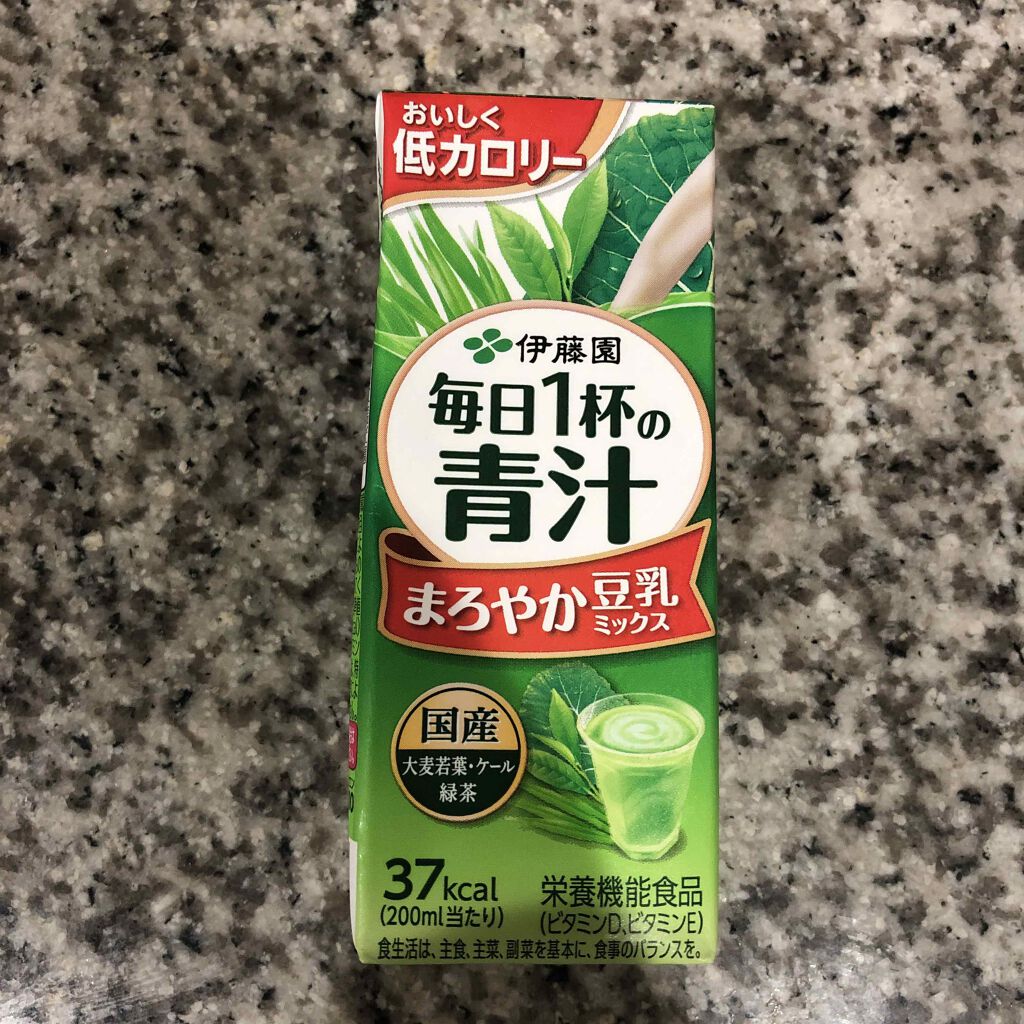 おいしく
低カロリー
伊藤園
毎日1杯の
青汁
まろやか豆乳
ミックス
国産
大麦若葉・ケール
緑茶
37kcal
(200ml当たり)
栄養機能食品
(ビタミンD、ビタミンE)
食生活は、主食、主菜、副菜を基本に、食事のバランスを。